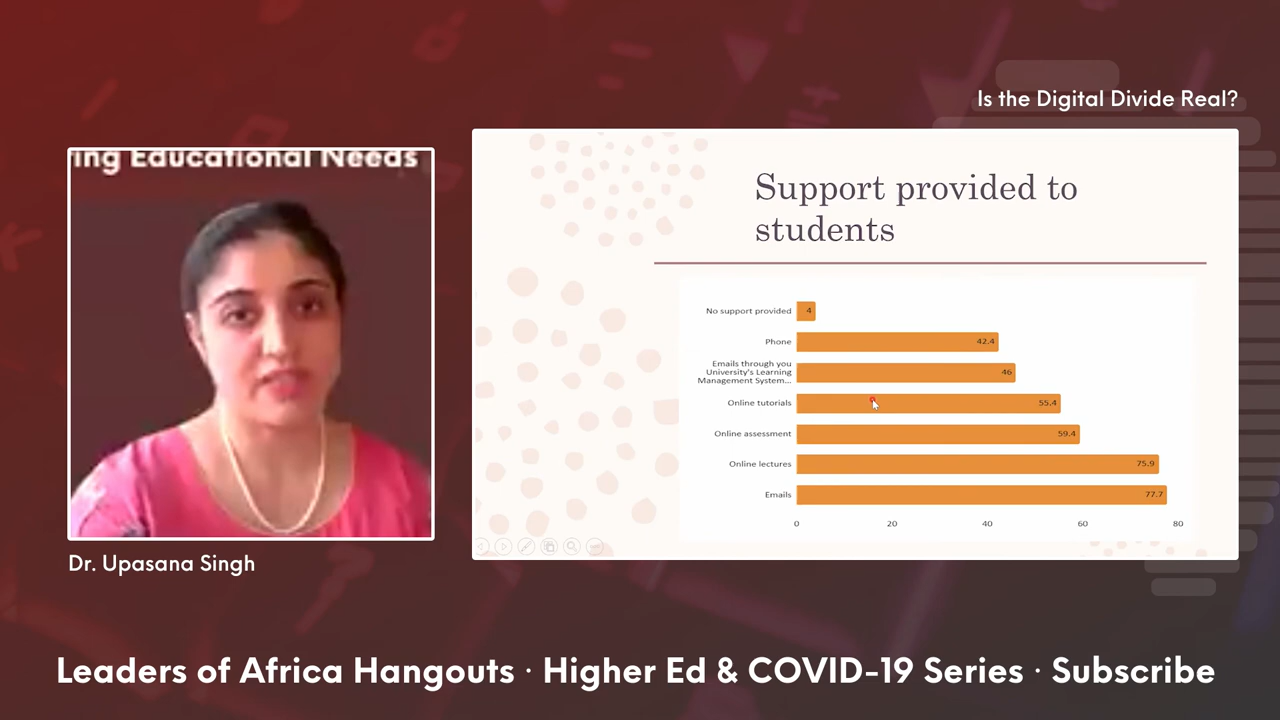 Is the Digital Divide Real?
ing Educational Needs
Support provided to
students
No support provided
4
Phone
42.4
Emails through you
University's Learning
Management System...
46
Online tutorials
55.4
Online assessment
59.4
Online lectures
75.9
Emails
77.7
0 20 40 60 80
Dr. Upasana Singh
Leaders of Africa Hangouts · Higher Ed & COVID-19 Series · Subscribe